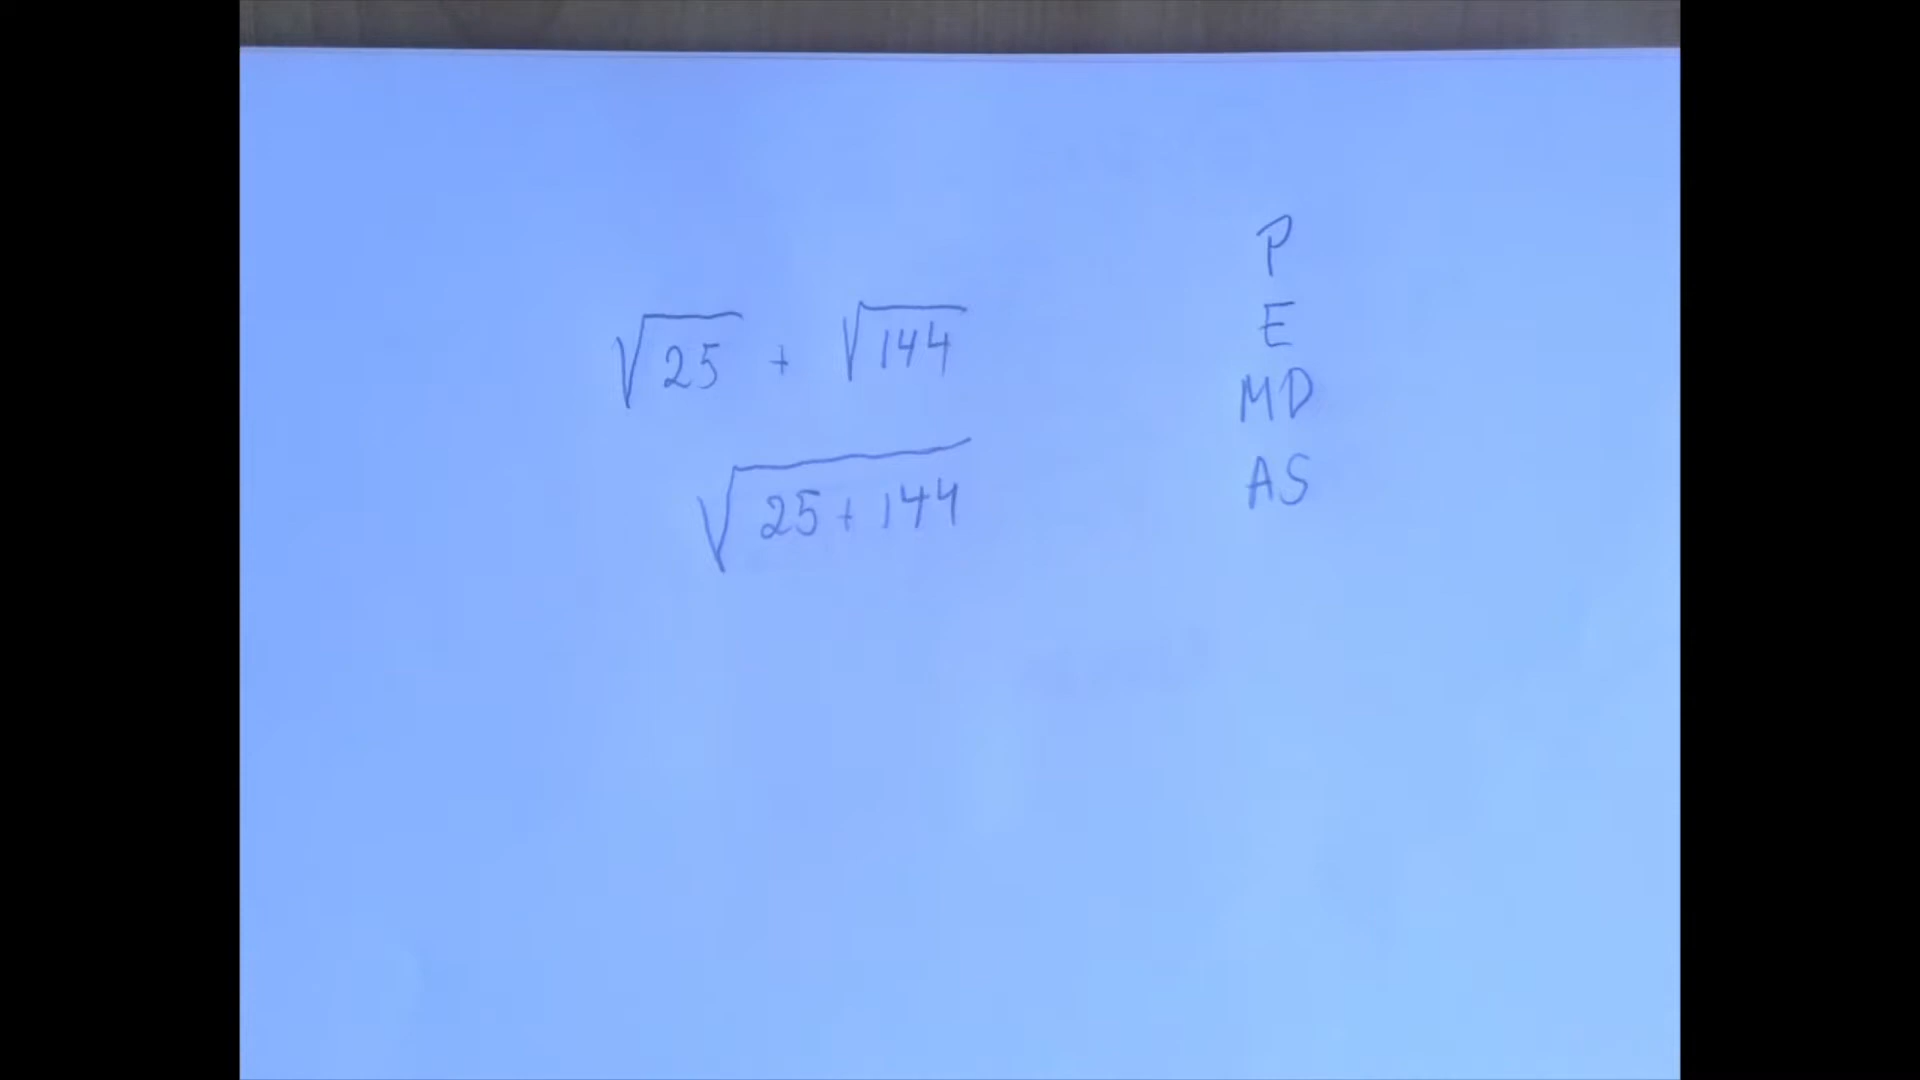 √25 + √144
√(25 + 144)
P
E
MD
AS